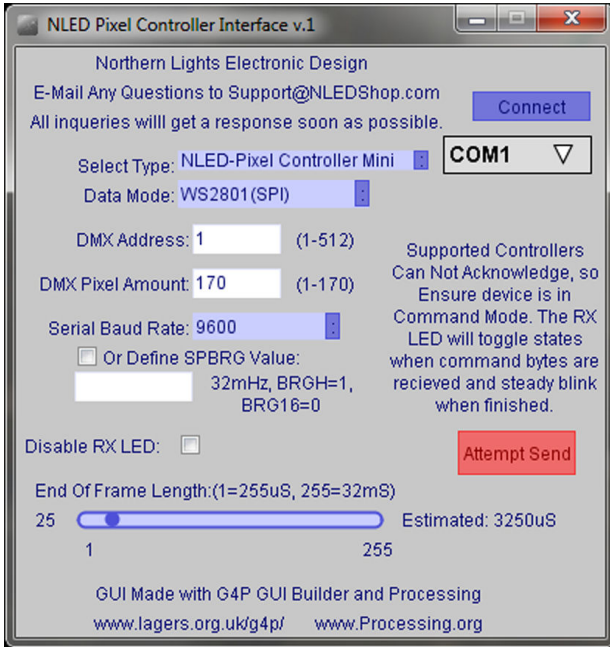 NLED Pixel Controller Interface v.1
Northern Lights Electronic Design
E-Mail Any Questions to Support@NLEDShop.com
All inqueries willl get a response soon as possible.
Connect
COM1
Select Type: NLED-Pixel Controller Mini :
Data Mode: WS2801(SPI) :
DMX Address: 1 (1-512)
DMX Pixel Amount: 170 (1-170)
Serial Baud Rate: 9600 :
Or Define SPBRG Value:
32mHz, BRGH=1,
BRG16=0
Supported Controllers
Can Not Acknowledge, so
Ensure device is in
Command Mode. The RX
LED will toggle states
when command bytes are
recieved and steady blink
when finished.
Disable RX LED:
Attempt Send
End Of Frame Length:(1=255uS, 255=32mS)
25 Estimated: 3250uS
1 255
GUI Made with G4P GUI Builder and Processing
www.lagers.org.uk/g4p/ www.Processing.org